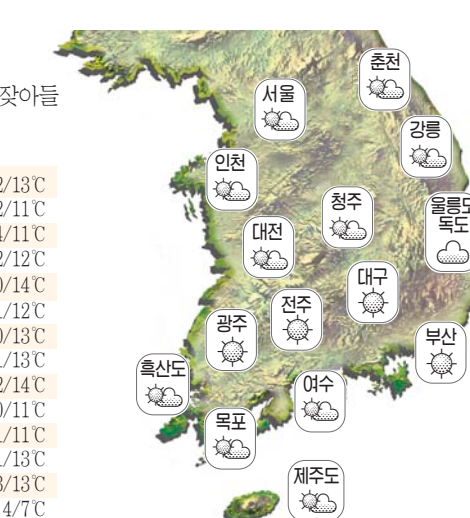 잦아들
2/13℃
2/11℃
4/11℃
2/12℃
0/14℃
1/12℃
0/13℃
1/13℃
2/14℃
0/11℃
1/11℃
1/13℃
3/13℃
4/7℃
춘천
서울
강릉
인천
청주
울릉도
독도
대전
대구
전주
광주
부산
흑산도
여수
목포
제주도